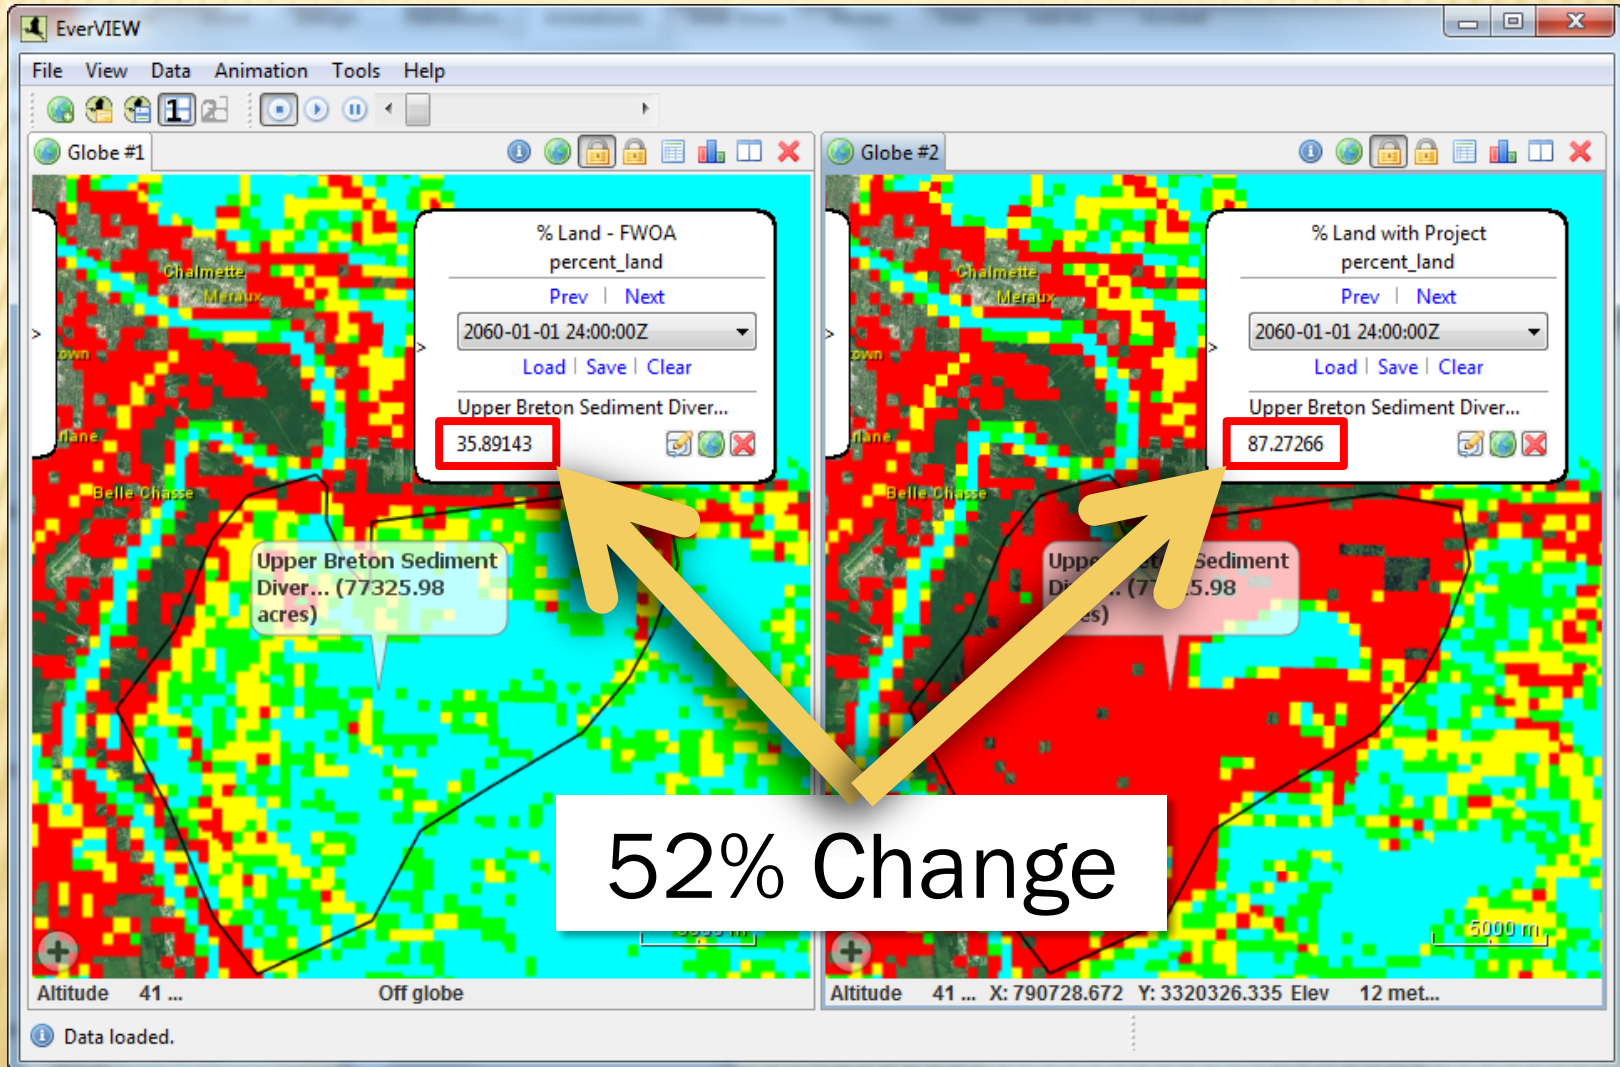 EverVIEW
File View Data Animation Tools Help
1 2
Globe #1
% Land - FWOA
percent_land
Prev | Next
2060-01-01 24:00:00Z
Load | Save | Clear
Upper Breton Sediment Diver...
35.89143
Chalmette
Meraux
Belle Chasse
Upper Breton Sediment
Diver... (77325.98
acres)
Altitude 41 ... Off globe
Globe #2
% Land with Project
percent_land
Prev | Next
2060-01-01 24:00:00Z
Load | Save | Clear
Upper Breton Sediment Diver...
87.27266
Chalmette
Meraux
Belle Chasse
Sediment
5000 m
Altitude 41 ... X: 790728.672 Y: 3320326.335 Elev 12 met...
52% Change
Data loaded.